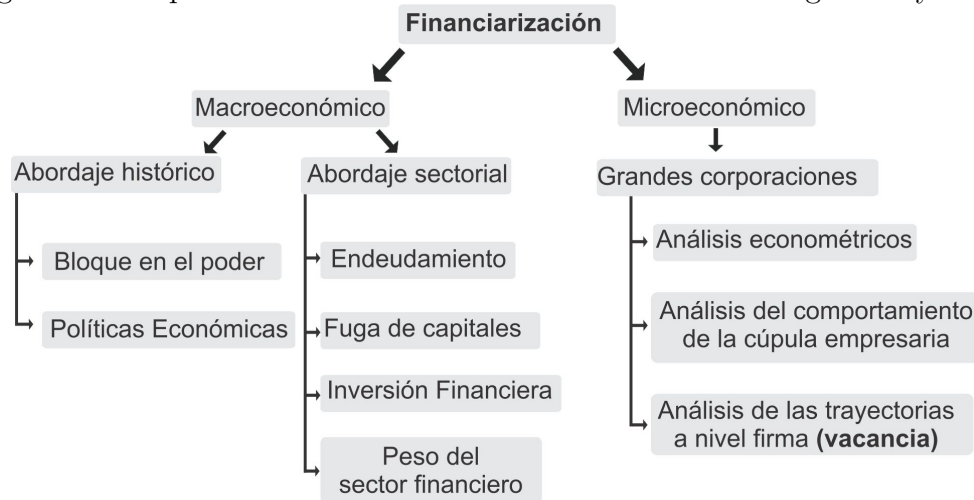 Financiarización
Macroeconómico
Microeconómico
Abordaje histórico
Abordaje sectorial
Grandes corporaciones
Bloque en el poder
Políticas Económicas
Endeudamiento
Fuga de capitales
Inversión Financiera
Peso del
sector financiero
Análisis econométricos
Análisis del comportamiento
de la cúpula empresaria
Análisis de las trayectorias
a nivel firma (vacancia)